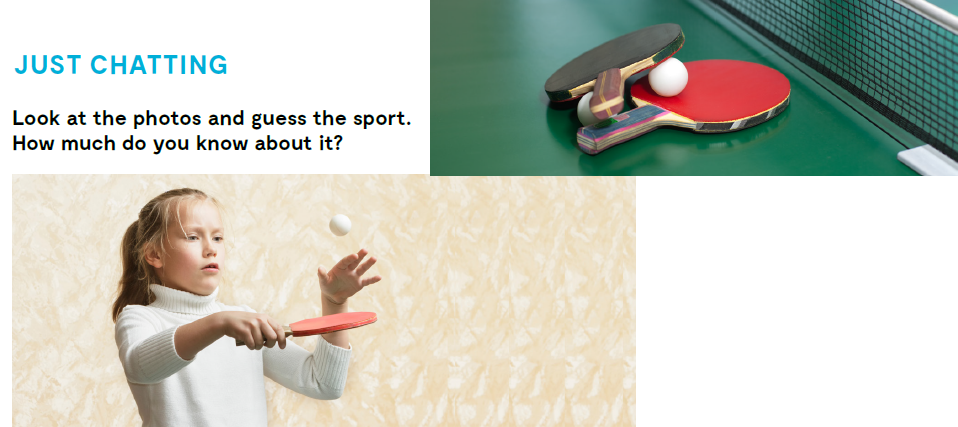 JUST CHATTING
Look at the photos and guess the sport.
How much do you know about it?